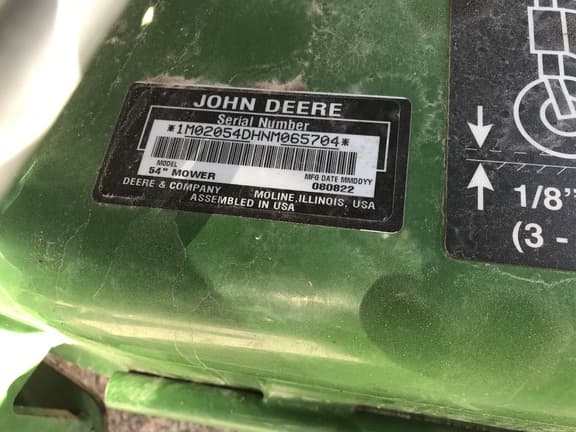 JOHN DEERE
Serial Number
*1M02054DHNM065704*
MODEL MFG DATE MMDDYY
54" MOWER 080822
DEERE & COMPANY MOLINE, ILLINOIS, USA
ASSEMBLED IN USA
1/8"
(3 -